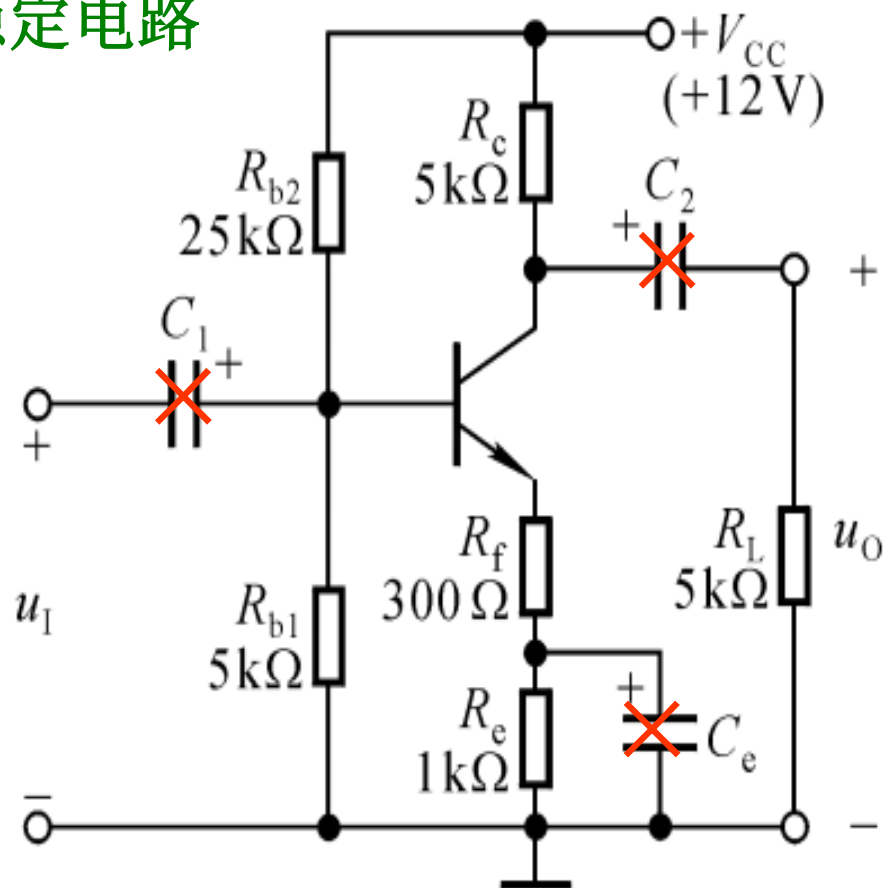 定电路
+VCC
(+12V)
Rc
5kΩ
Rb2
25kΩ
C2
+
+
C1
+
+
Rf
300Ω
RL
5kΩ
uO
uI
Rb1
5kΩ
+
Re
1kΩ
Ce
−
−